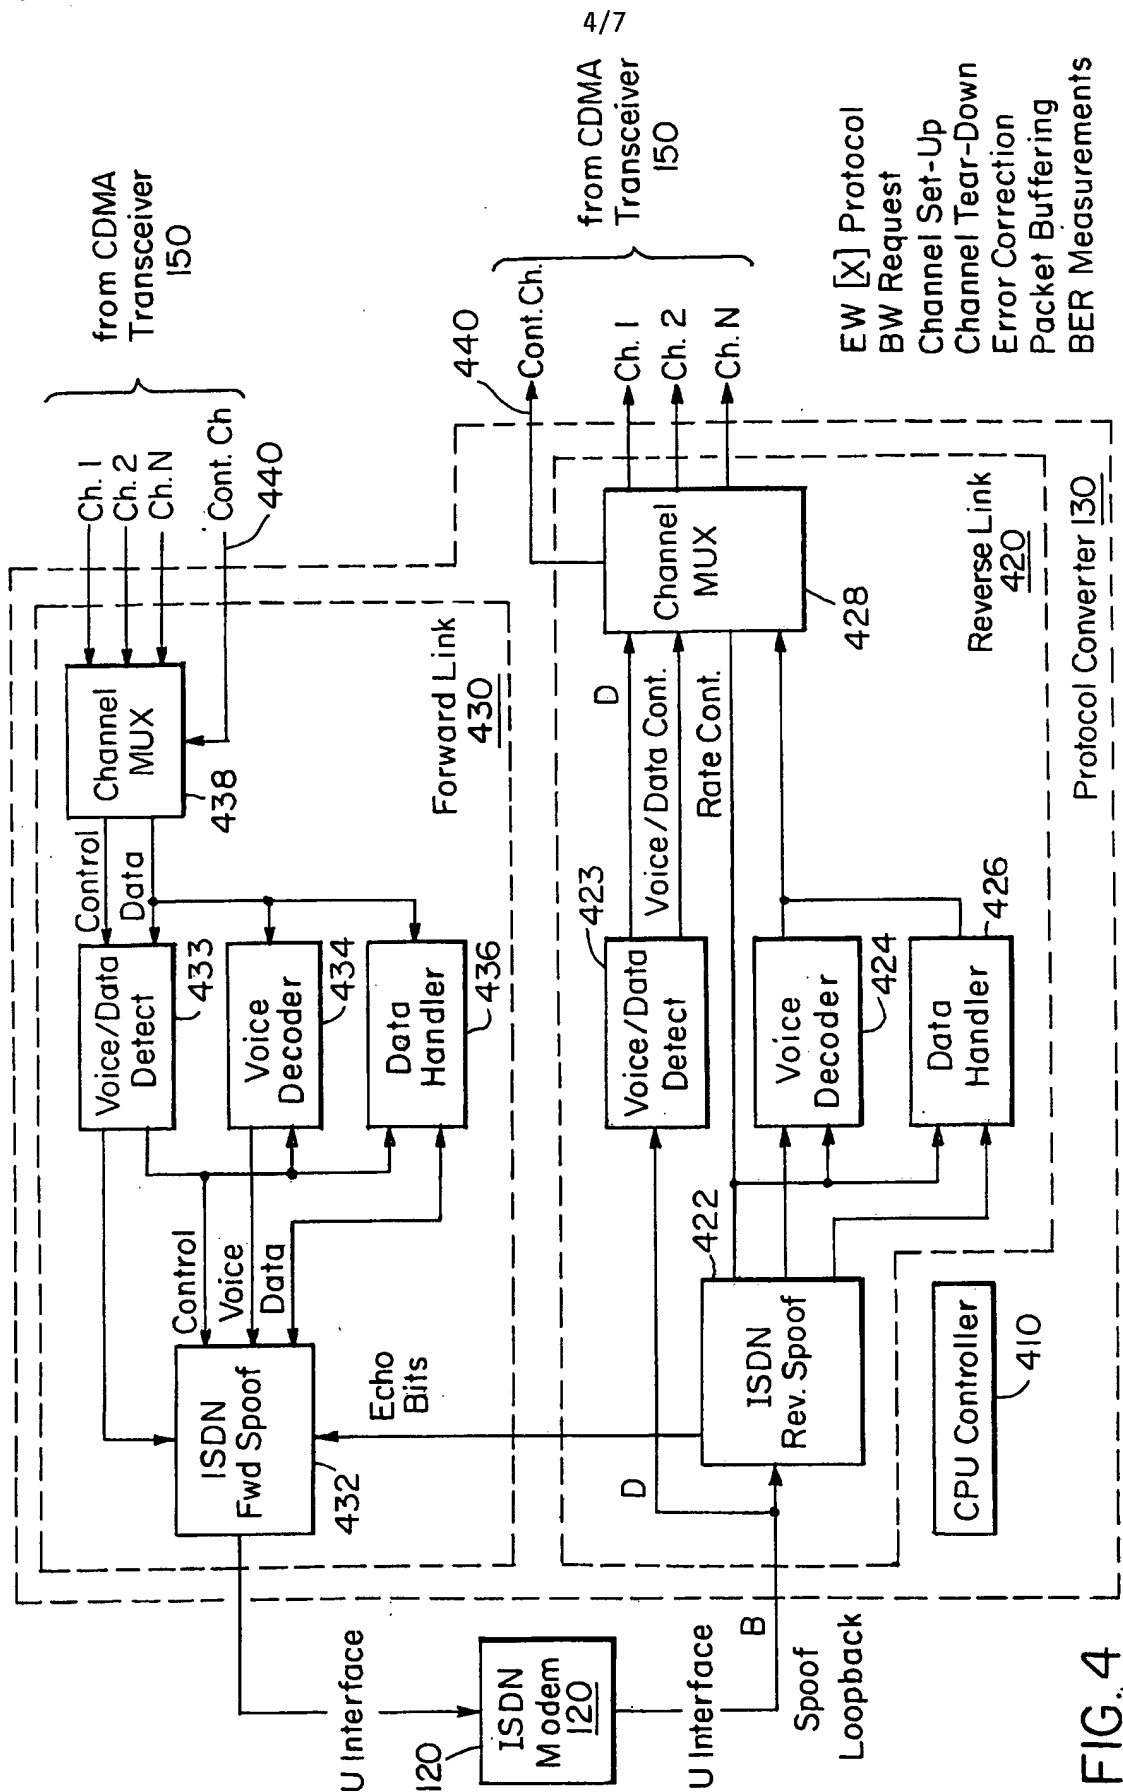 4/7
from CDMA
Transceiver
150
Ch. 1
Ch. 2
Ch. N
Cont. Ch
440
Channel
MUX
438
Control
Data
Forward Link
430
Voice/Data
Detect
433
Voice
Decoder
434
Data
Handler
436
Control
Voice
Data
ISDN
Fwd Spoof
432
Echo
Bits
U Interface
120
ISDN
Modem
120
U Interface
B
Spoof
Loopback
D
ISDN
Rev. Spoof
422
Voice/Data
Detect
423
Voice
Decoder
424
Data
Handler
426
D
Voice/Data Cont.
Rate Cont.
Channel
MUX
428
440
Cont. Ch.
Ch. 1
Ch. 2
Ch. N
from CDMA
Transceiver
150
Reverse Link
420
CPU Controller
410
Protocol Converter 130
EW [X] Protocol
BW Request
Channel Set-Up
Channel Tear-Down
Error Correction
Packet Buffering
BER Measurements
FIG. 4